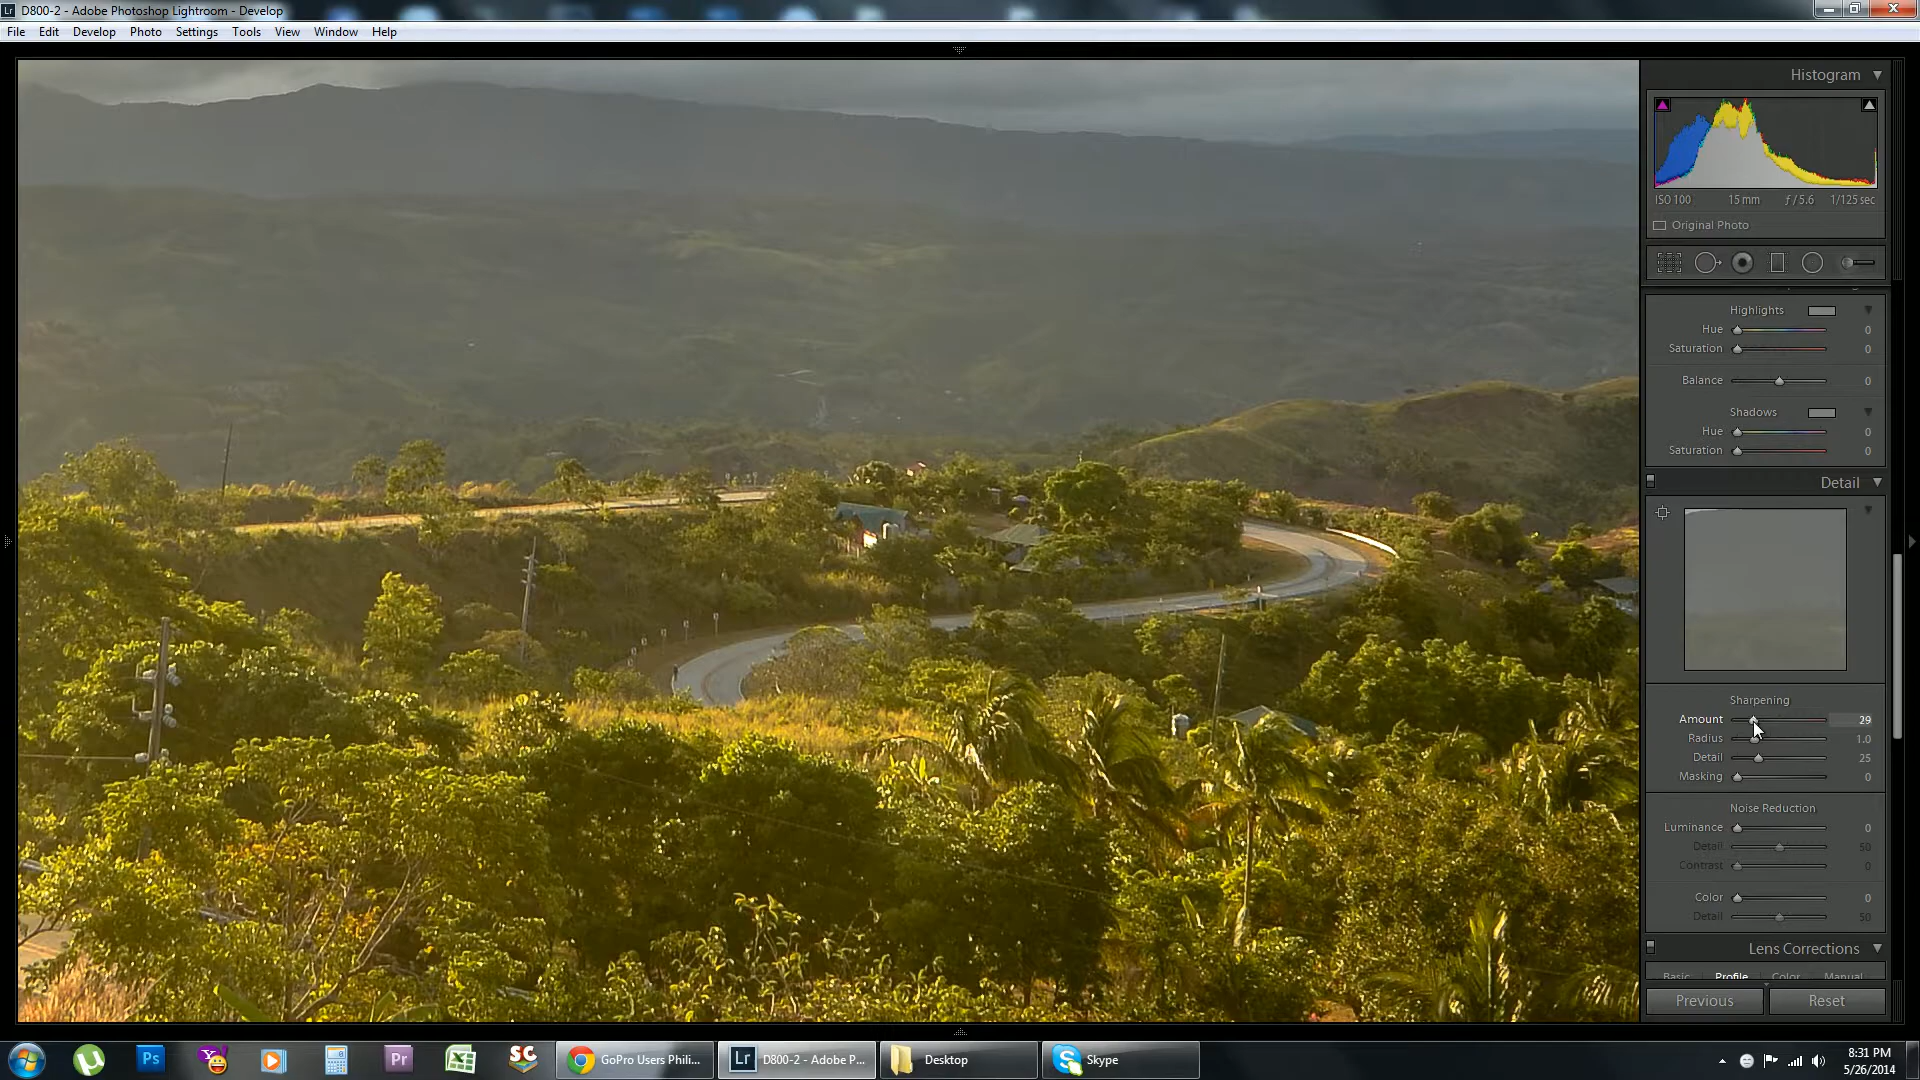 D800-2 - Adobe Photoshop Lightroom - Develop
File Edit Develop Photo Settings Tools View Window Help
Histogram
ISO 100 15 mm ƒ / 5.6 1/125 sec
Original Photo
Highlights
Hue 0
Saturation 0
Balance 0
Shadows
Hue 0
Saturation 0
Detail
Sharpening
Amount 29
Radius 1.0
Detail 25
Masking 0
Noise Reduction
Luminance 0
Detail 50
Contrast 0
Color 0
Detail 50
Lens Corrections
Basic Profile Color Manual
Previous Reset
Ps Pr SC GoPro Users Phili... Lr D800-2 - Adobe P... Desktop Skype
8:31 PM
5/26/2014